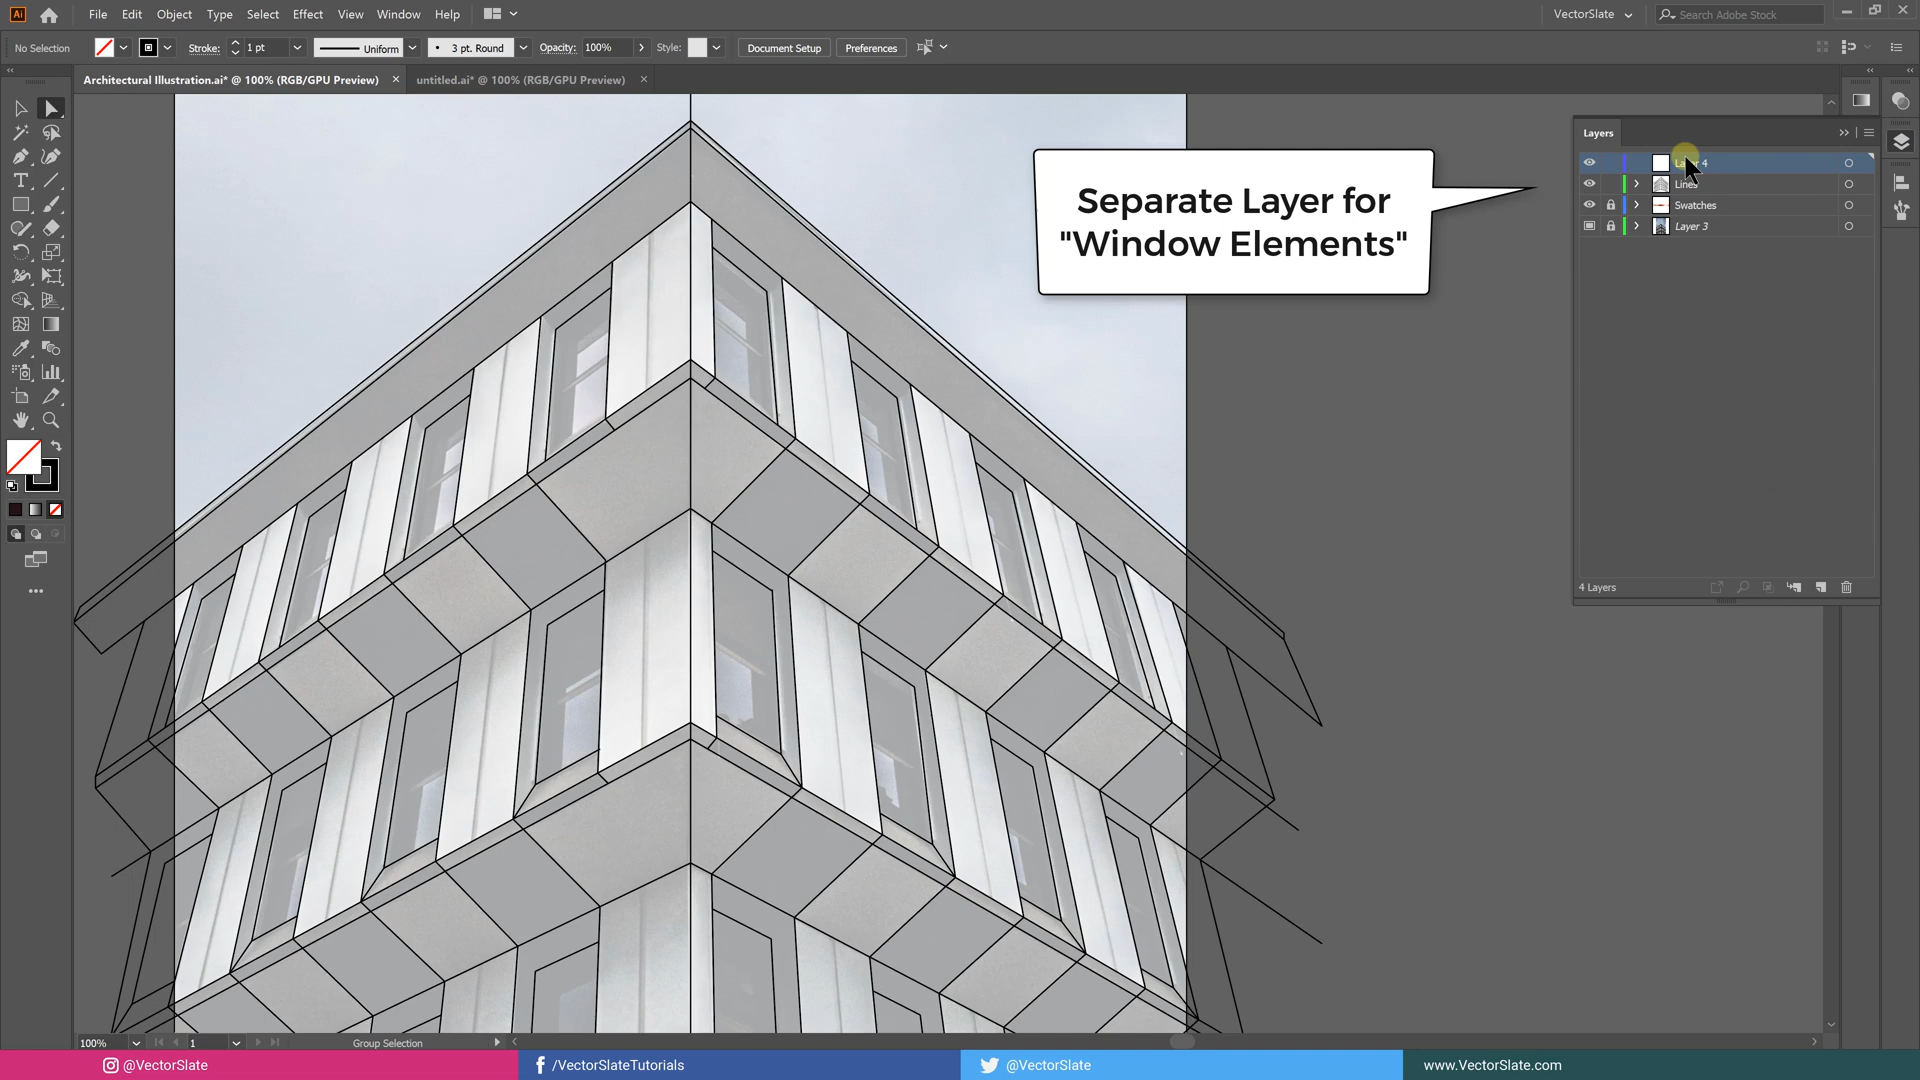 Ai File Edit Object Type Select Effect View Window Help VectorSlate Search Adobe Stock
No Selection Stroke: 1 pt Uniform 3 pt. Round Opacity: 100% Style: Document Setup Preferences
Architectural Illustration.ai* @ 100% (RGB/GPU Preview) × untitled.ai* @ 100% (RGB/GPU Preview) ×
Layers
Layer 4
Lines
Swatches
Layer 3
Separate Layer for
"Window Elements"
4 Layers
100% 1 Group Selection
@VectorSlate /VectorSlateTutorials @VectorSlate www.VectorSlate.com